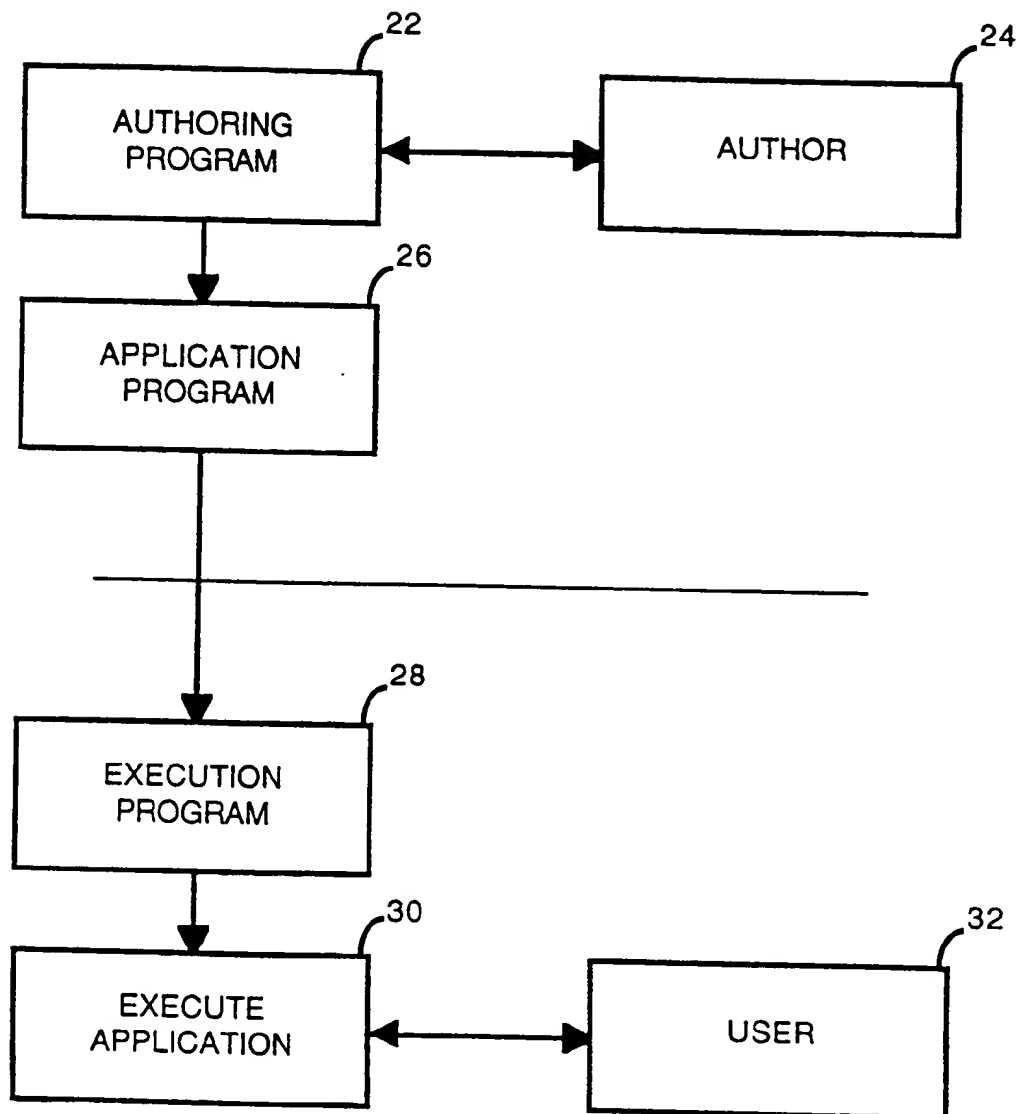 22
24
AUTHORING
PROGRAM
AUTHOR
26
APPLICATION
PROGRAM
28
EXECUTION
PROGRAM
30
32
EXECUTE
APPLICATION
USER